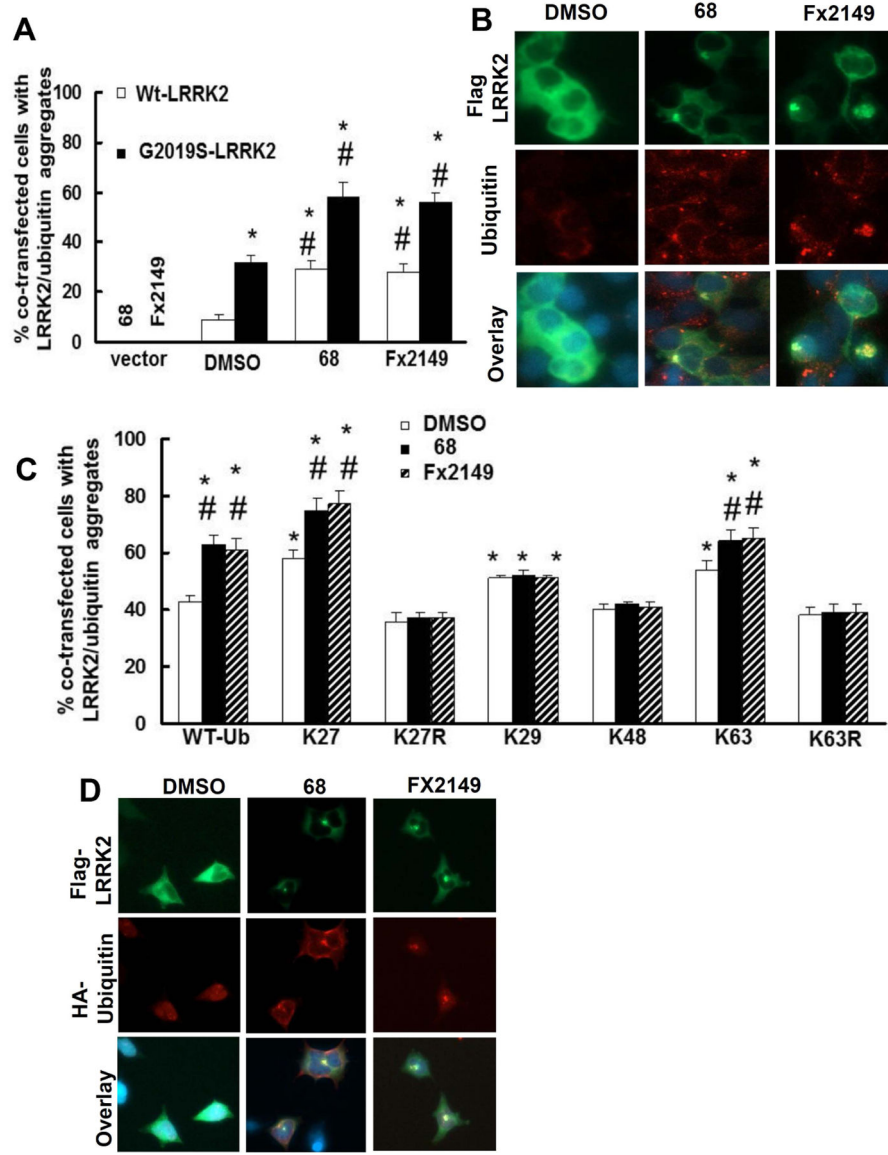 A
% co-transfected cells with
LRRK2/ubiquitin aggregates
100
80
60
40
20
0
Wt-LRRK2
G2019S-LRRK2
*
*
#
*
#
*
#
*
#
68
Fx2149
vector
DMSO
68
Fx2149
B
DMSO
68
Fx2149
Flag
LRRK2
Ubiquitin
Overlay
C
% co-transfected cells with
LRRK2/ubiquitin aggregates
100
80
60
40
20
0
DMSO
68
Fx2149
* *
# #
* * *
# #
* * *
* * *
# #
WT-Ub K27 K27R K29 K48 K63 K63R
D
DMSO
68
FX2149
Flag-
LRRK2
HA-
Ubiquitin
Overlay